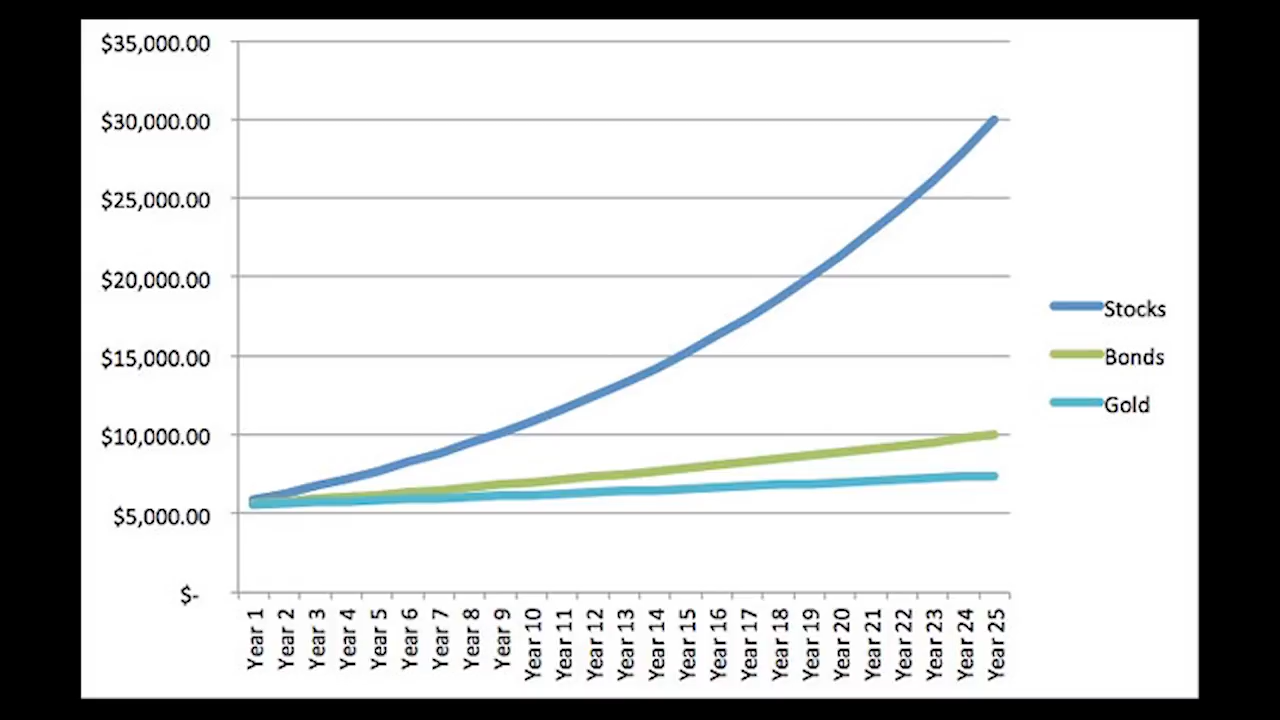 $35,000.00
$30,000.00
$25,000.00
$20,000.00
$15,000.00
$10,000.00
$5,000.00
$-
Stocks
Bonds
Gold
Year 1
Year 2
Year 3
Year 4
Year 5
Year 6
Year 7
Year 8
Year 9
Year 10
Year 11
Year 12
Year 13
Year 14
Year 15
Year 16
Year 17
Year 18
Year 19
Year 20
Year 21
Year 22
Year 23
Year 24
Year 25